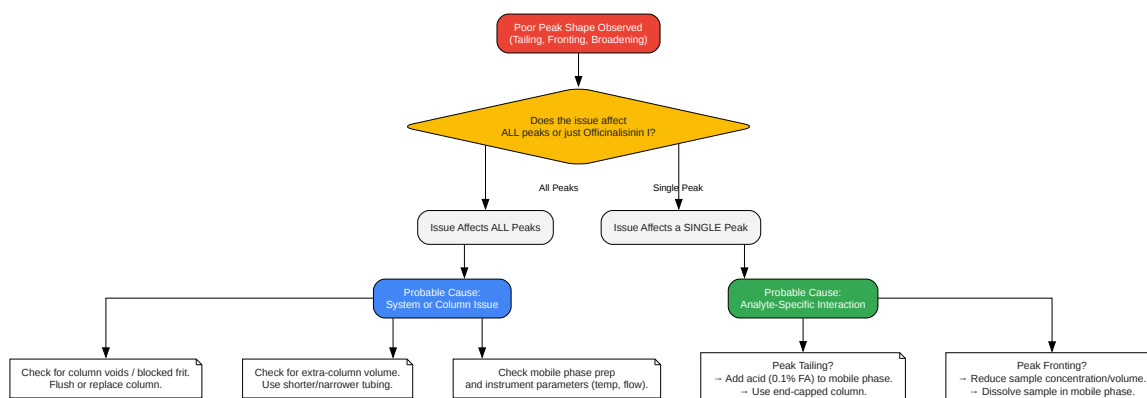 Poor Peak Shape Observed
(Tailing, Fronting, Broadening)
Does the issue affect
ALL peaks or just Officinalisinin I?
All Peaks
Single Peak
Issue Affects ALL Peaks
Issue Affects a SINGLE Peak
Probable Cause:
System or Column Issue
Probable Cause:
Analyte-Specific Interaction
Check for column voids / blocked frit.
Flush or replace column.
Check for extra-column volume.
Use shorter/narrower tubing.
Check mobile phase prep
and instrument parameters (temp, flow).
Peak Tailing?
→ Add acid (0.1% FA) to mobile phase.
→ Use end-capped column.
Peak Fronting?
→ Reduce sample concentration/volume.
→ Dissolve sample in mobile phase.